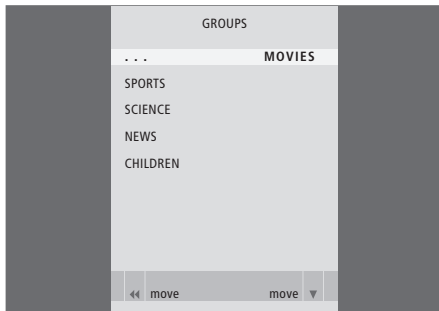 GROUPS
. . . MOVIES
SPORTS
SCIENCE
NEWS
CHILDREN
move move